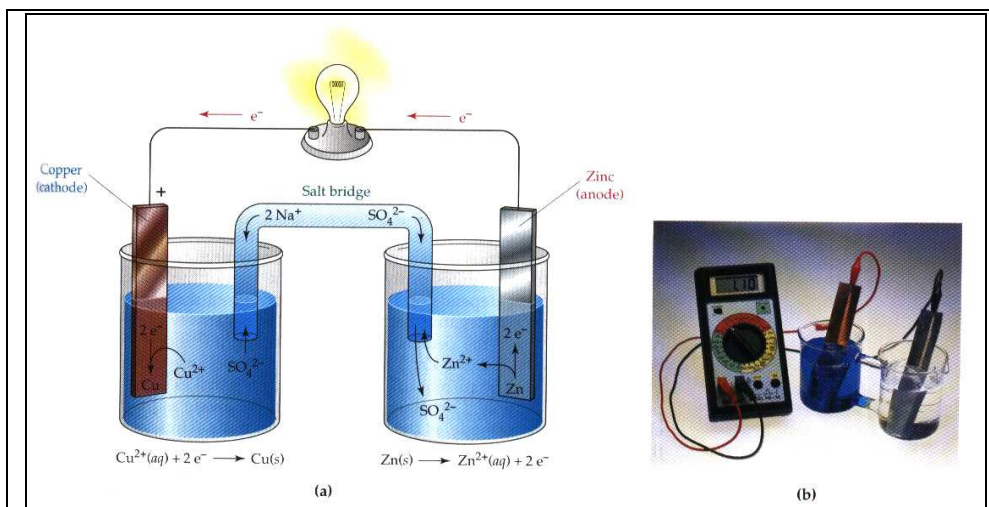 e⁻ e⁻
Copper
(cathode)
+
Salt bridge
Zinc
(anode)
2 Na⁺ SO₄²⁻
2 e⁻
Cu²⁺
Cu
SO₄²⁻
Zn²⁺
SO₄²⁻
2 e⁻
Zn
Cu²⁺(aq) + 2 e⁻ ⟶ Cu(s)
Zn(s) ⟶ Zn²⁺(aq) + 2 e⁻
(a)
1.10
(b)